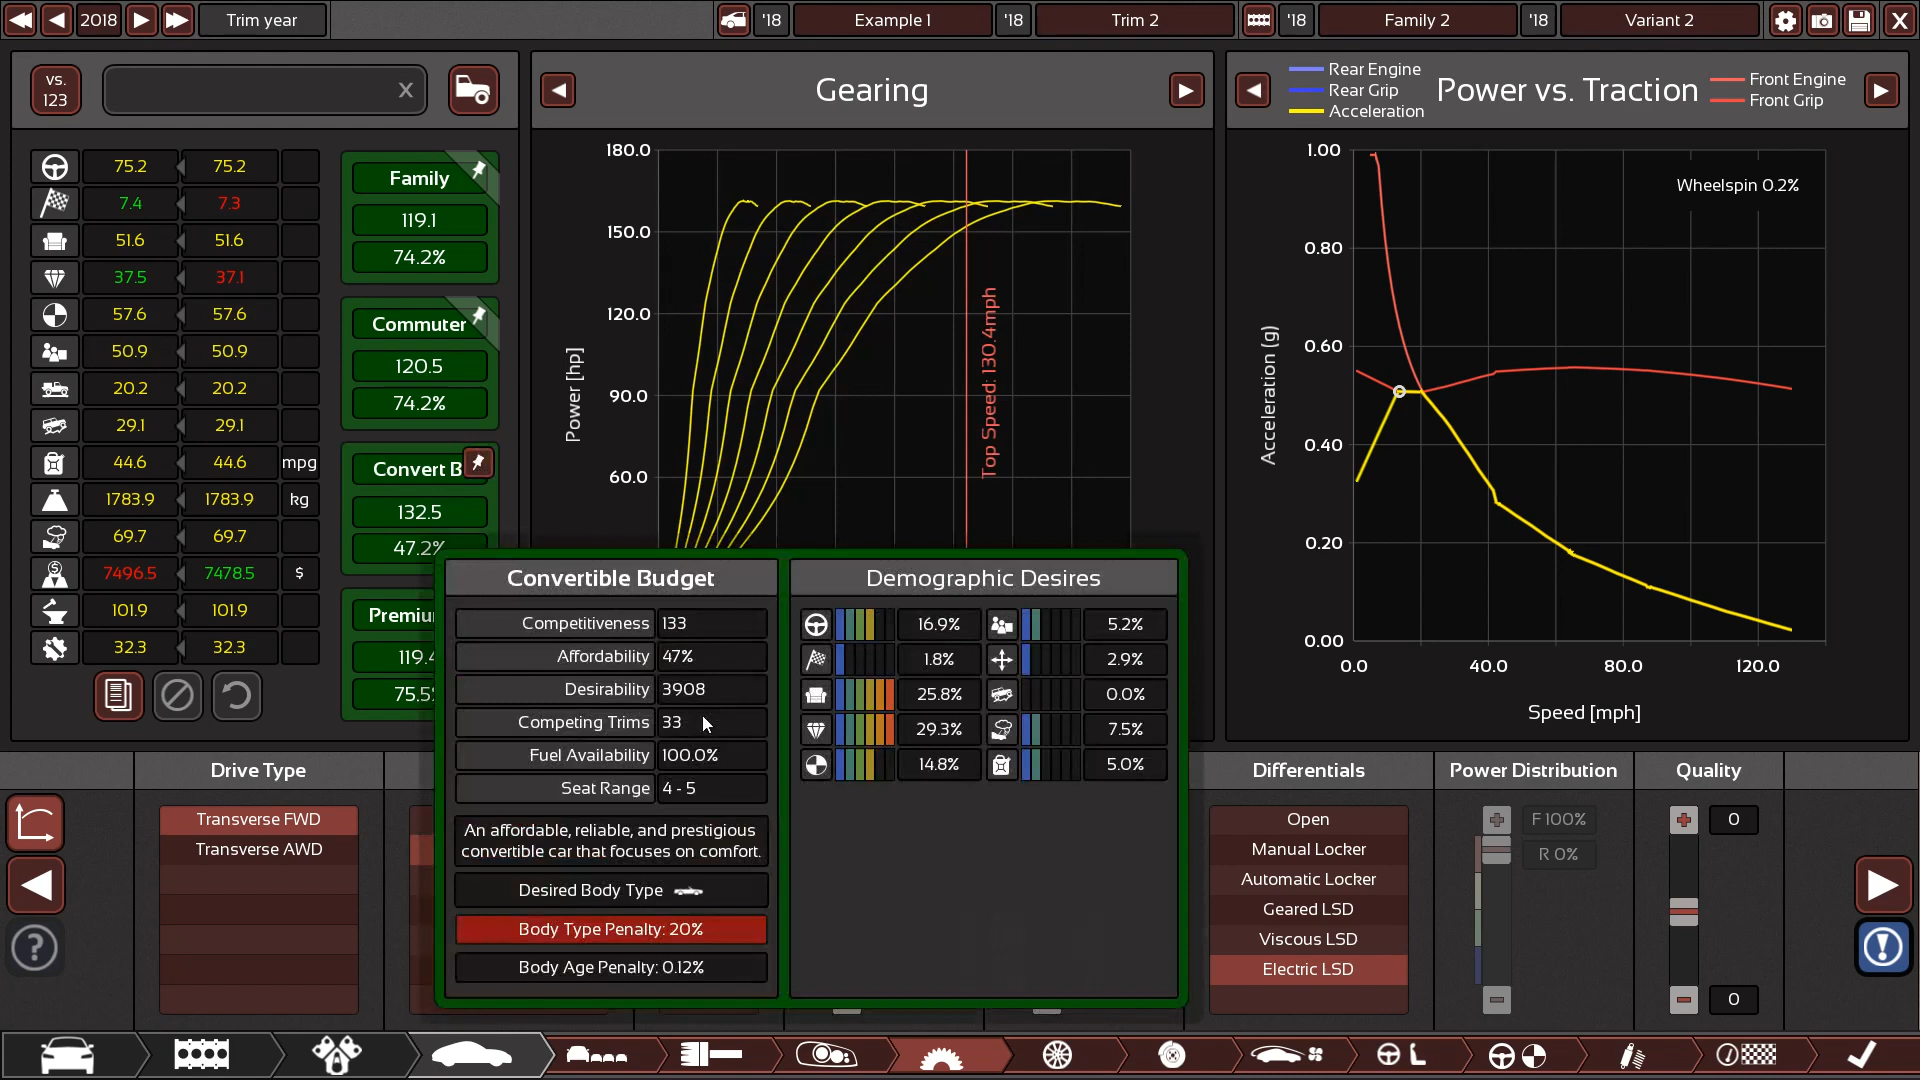 2018
Trim year
'18
Example 1
'18
Trim 2
'18
Family 2
'18
Variant 2
X
vs.
123
x
75.2 75.2
7.4 7.3
51.6 51.6
37.5 37.1
57.6 57.6
50.9 50.9
20.2 20.2
29.1 29.1
44.6 44.6 mpg
1783.9 1783.9 kg
69.7 69.7
7496.5 7478.5 $
101.9 101.9
32.3 32.3
Family
119.1
74.2%
Commuter
120.5
74.2%
Convert B
132.5
47.2%
Premiu
119.4
75.5
Gearing
180.0
150.0
120.0
90.0
60.0
Power [hp]
Top Speed: 130.4mph
Rear Engine
Rear Grip
Acceleration
Power vs. Traction
Front Engine
Front Grip
Wheelspin 0.2%
1.00
0.80
0.60
0.40
0.20
0.00
Acceleration (g)
0.0 40.0 80.0 120.0
Speed [mph]
Convertible Budget
Competitiveness 133
Affordability 47%
Desirability 3908
Competing Trims 33
Fuel Availability 100.0%
Seat Range 4 - 5
An affordable, reliable, and prestigious
convertible car that focuses on comfort.
Desired Body Type
Body Type Penalty: 20%
Body Age Penalty: 0.12%
Demographic Desires
16.9% 5.2%
1.8% 2.9%
25.8% 0.0%
29.3% 7.5%
14.8% 5.0%
Drive Type
Transverse FWD
Transverse AWD
Differentials
Open
Manual Locker
Automatic Locker
Geared LSD
Viscous LSD
Electric LSD
Power Distribution
F 100%
R 0%
Quality
0
0
?